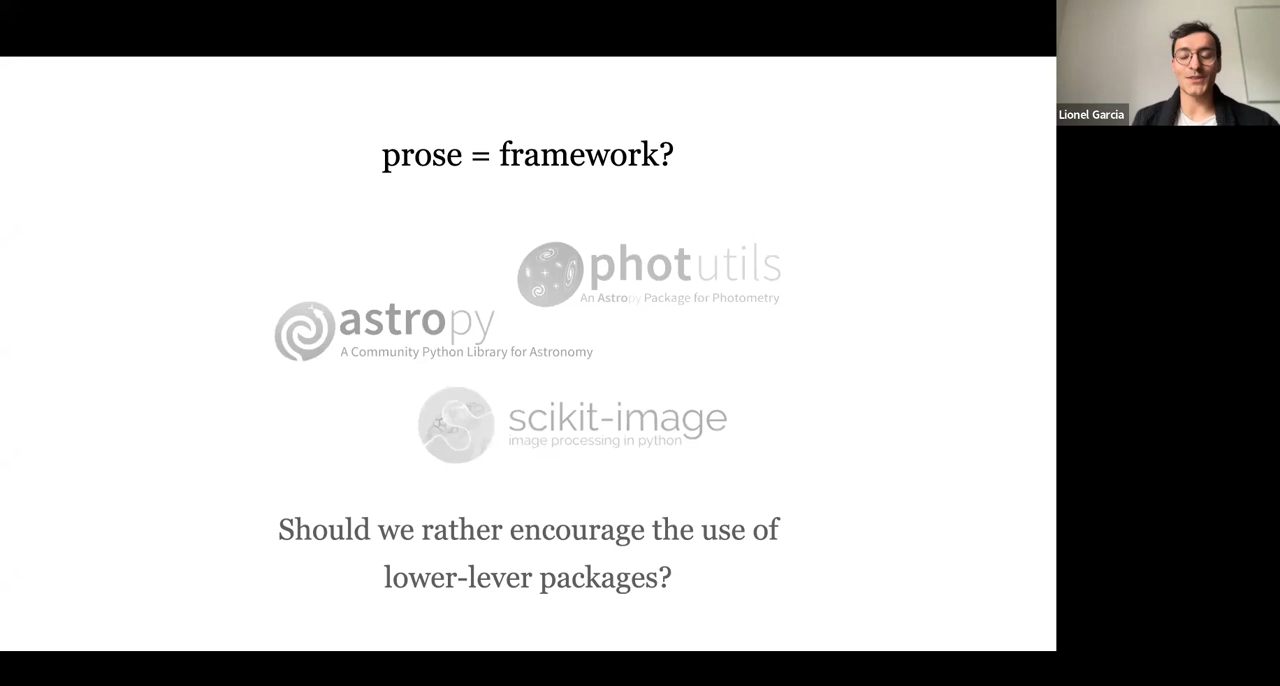 prose = framework?
photutils
An Astropy Package for Photometry
astropy
A Community Python Library for Astronomy
scikit-image
image processing in python
Should we rather encourage the use of
lower-lever packages?
Lionel Garcia